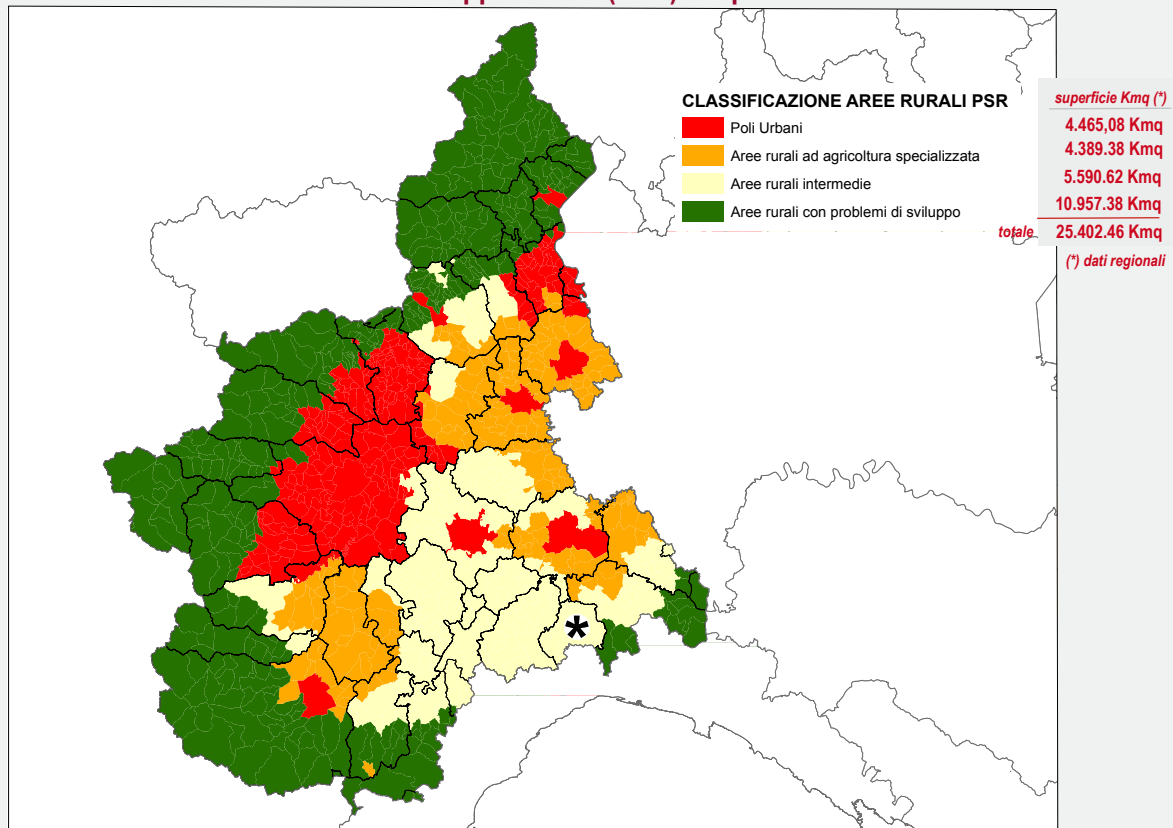 CLASSIFICAZIONE AREE RURALI PSR
Poli Urbani
Aree rurali ad agricoltura specializzata
Aree rurali intermedie
Aree rurali con problemi di sviluppo
superficie Kmq (*)
4.465,08 Kmq
4.389.38 Kmq
5.590.62 Kmq
10.957.38 Kmq
totale 25.402.46 Kmq
(*) dati regionali
*